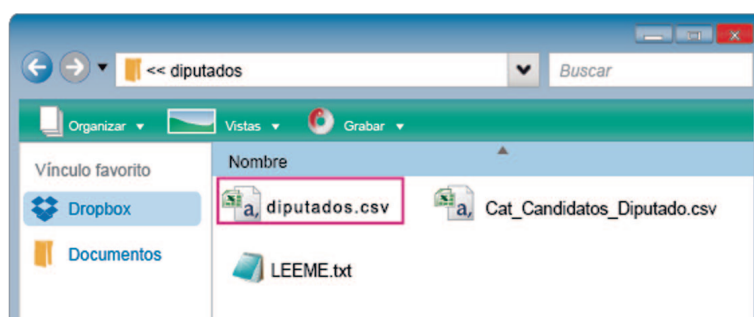 << diputados
Buscar
Organizar
Vistas
Grabar
Vínculo favorito
Nombre
Dropbox
diputados.csv
Cat_Candidatos_Diputado.csv
Documentos
LEEME.txt